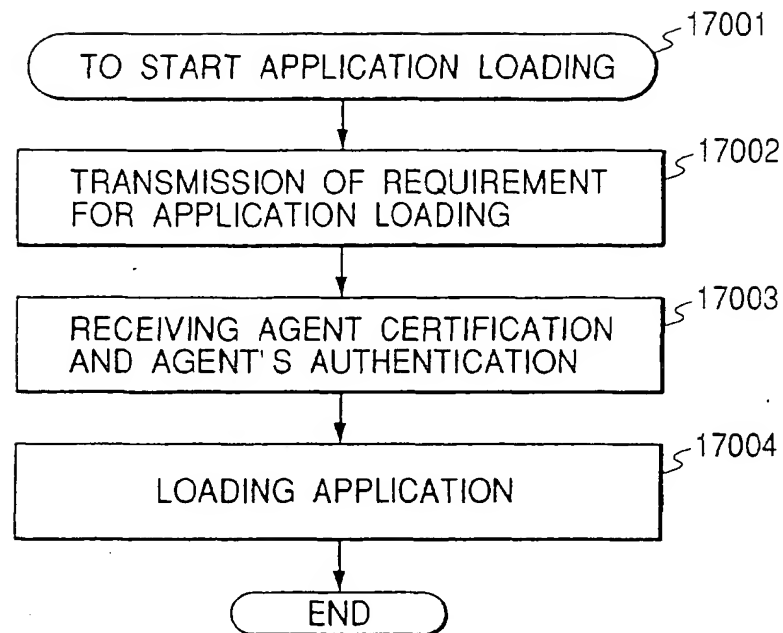 17001
TO START APPLICATION LOADING
17002
TRANSMISSION OF REQUIREMENT
FOR APPLICATION LOADING
17003
RECEIVING AGENT CERTIFICATION
AND AGENT'S AUTHENTICATION
17004
LOADING APPLICATION
END